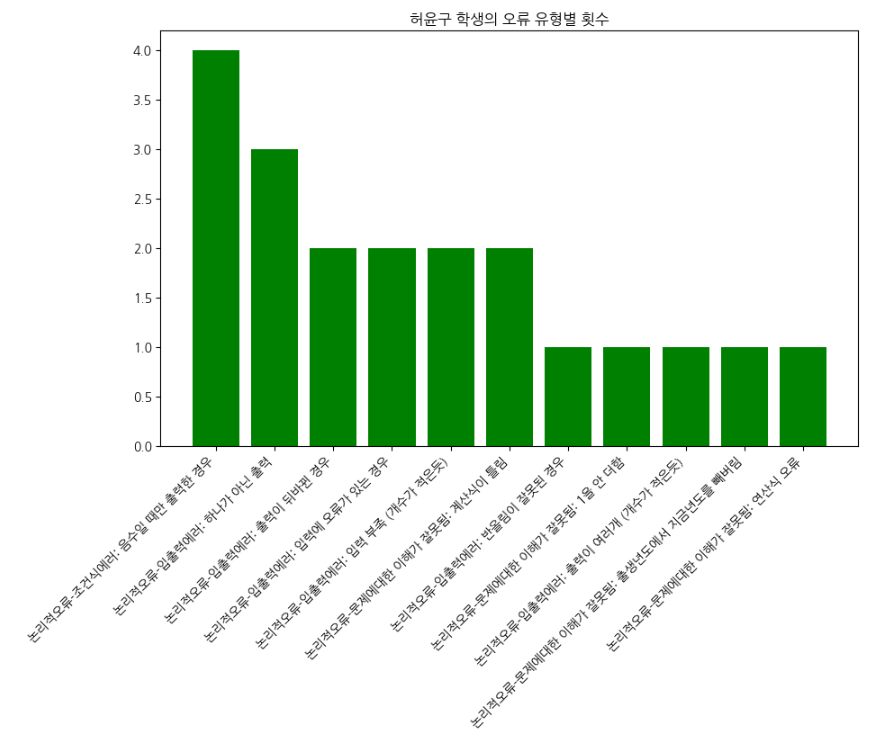 허윤구 학생의 오류 유형별 횟수
4.0
3.5
3.0
2.5
2.0
1.5
1.0
0.5
0.0
논리적오류-조건식에러: 음수일 때만 출력한 경우
논리적오류-입출력에러: 하나가 아닌 출력
논리적오류-입출력에러: 출력이 뒤바뀐 경우
논리적오류-입출력에러: 입력에 오류가 있는 경우
논리적오류-입출력에러: 입력 부족 (개수가 적은듯)
논리적오류-문제에대한 이해가 잘못됨: 계산식이 틀림
논리적오류-입출력에러: 반올림이 잘못된 경우
논리적오류-문제에대한 이해가 잘못됨: 1을 안 더함
논리적오류-입출력에러: 출력이 여러개 (개수가 적은듯)
논리적오류-문제에대한 이해가 잘못됨: 출생년도에서 지금년도를 빼버림
논리적오류-문제에대한 이해가 잘못됨: 연산식 오류